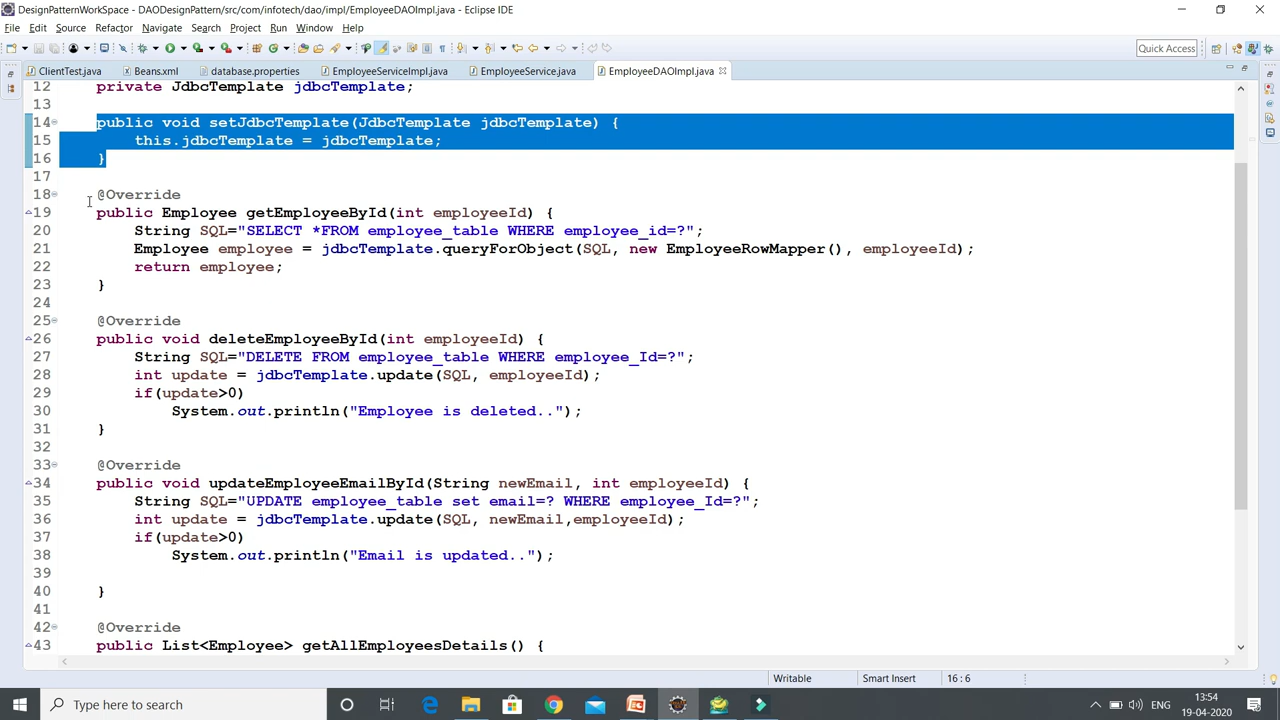 DesignPatternWorkSpace - DAODesignPattern/src/com/infotech/dao/impl/EmployeeDAOImpl.java - Eclipse IDE
File Edit Source Refactor Navigate Search Project Run Window Help
Quick Access
ClientTest.java Beans.xml database.properties EmployeeServiceImpl.java EmployeeService.java EmployeeDAOImpl.java
12 private JdbcTemplate jdbcTemplate;
13
14 public void setJdbcTemplate(JdbcTemplate jdbcTemplate) {
15 this.jdbcTemplate = jdbcTemplate;
16 }
17
18 @Override
19 public Employee getEmployeeById(int employeeId) {
20 String SQL="SELECT *FROM employee_table WHERE employee_id=?";
21 Employee employee = jdbcTemplate.queryForObject(SQL, new EmployeeRowMapper(), employeeId);
22 return employee;
23 }
24
25 @Override
26 public void deleteEmployeeById(int employeeId) {
27 String SQL="DELETE FROM employee_table WHERE employee_Id=?";
28 int update = jdbcTemplate.update(SQL, employeeId);
29 if(update>0)
30 System.out.println("Employee is deleted..");
31 }
32
33 @Override
34 public void updateEmployeeEmailById(String newEmail, int employeeId) {
35 String SQL="UPDATE employee_table set email=? WHERE employee_Id=?";
36 int update = jdbcTemplate.update(SQL, newEmail,employeeId);
37 if(update>0)
38 System.out.println("Email is updated..");
39
40 }
41
42 @Override
43 public List<Employee> getAllEmployeesDetails() {
Writable Smart Insert 16 : 6
Type here to search
13:54
19-04-2020